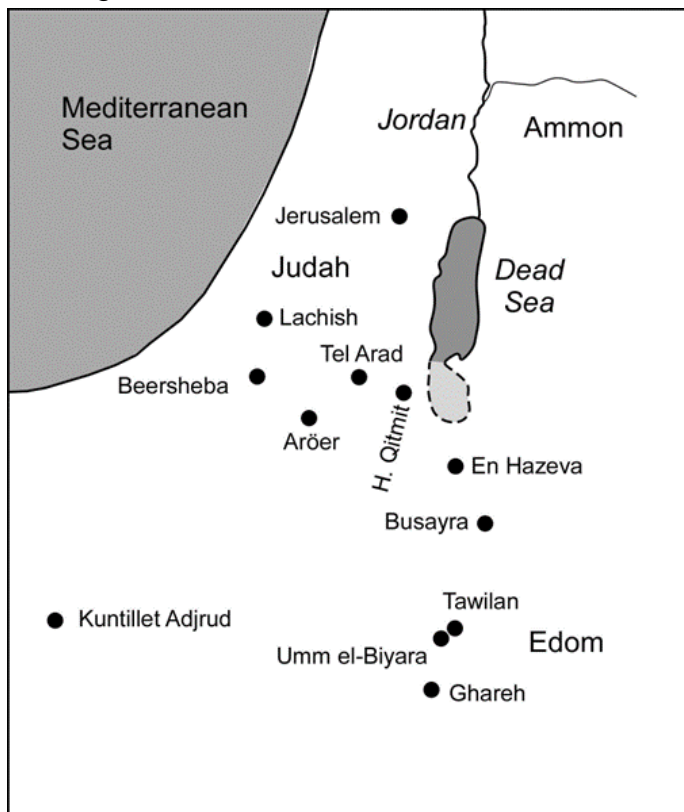 Mediterranean
Sea
Jordan
Ammon
Jerusalem
Judah
Dead
Sea
Lachish
Tel Arad
Beersheba
Aröer
H. Qitmit
En Hazeva
Busayra
Kuntillet Adjrud
Tawilan
Umm el-Biyara
Edom
Ghareh